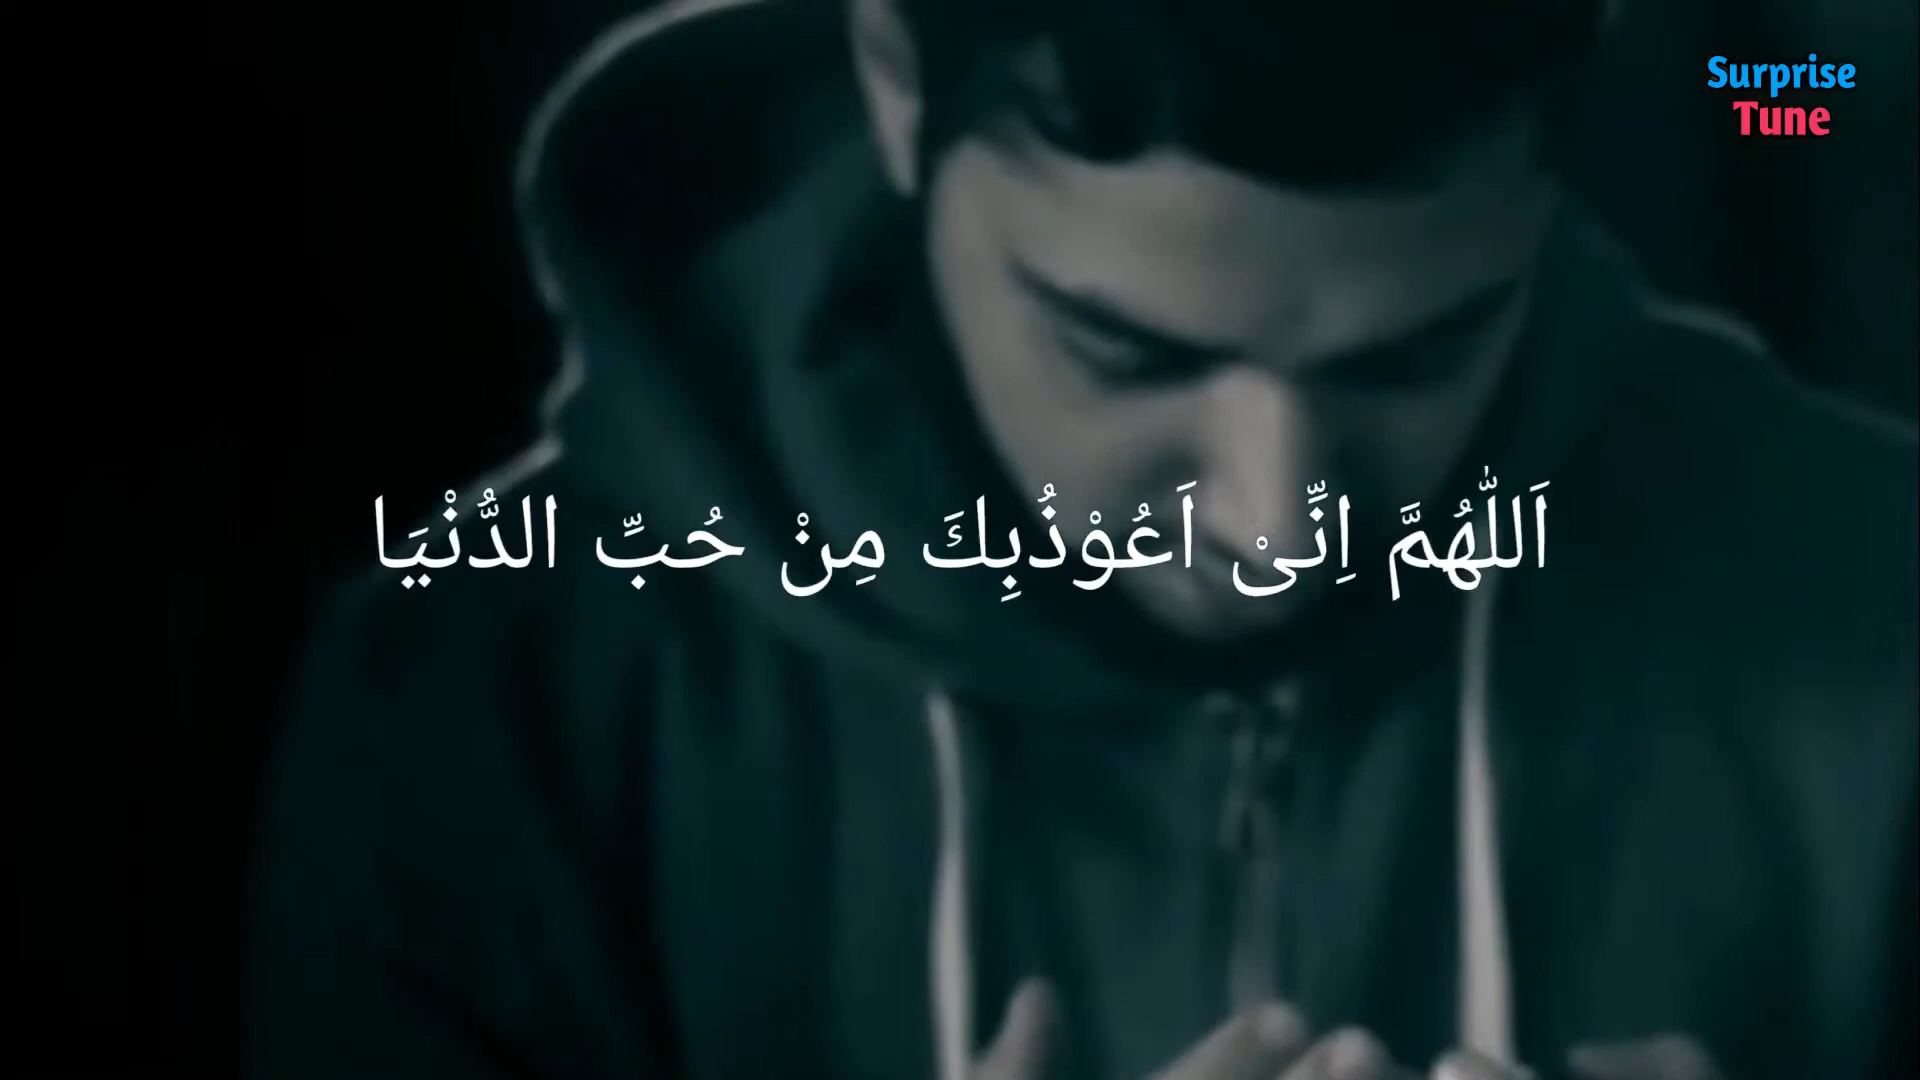 Surprise
Tune
اَللّٰهُمَّ اِنِّىْ اَعُوْذُبِكَ مِنْ حُبِّ الدُّنْيَا